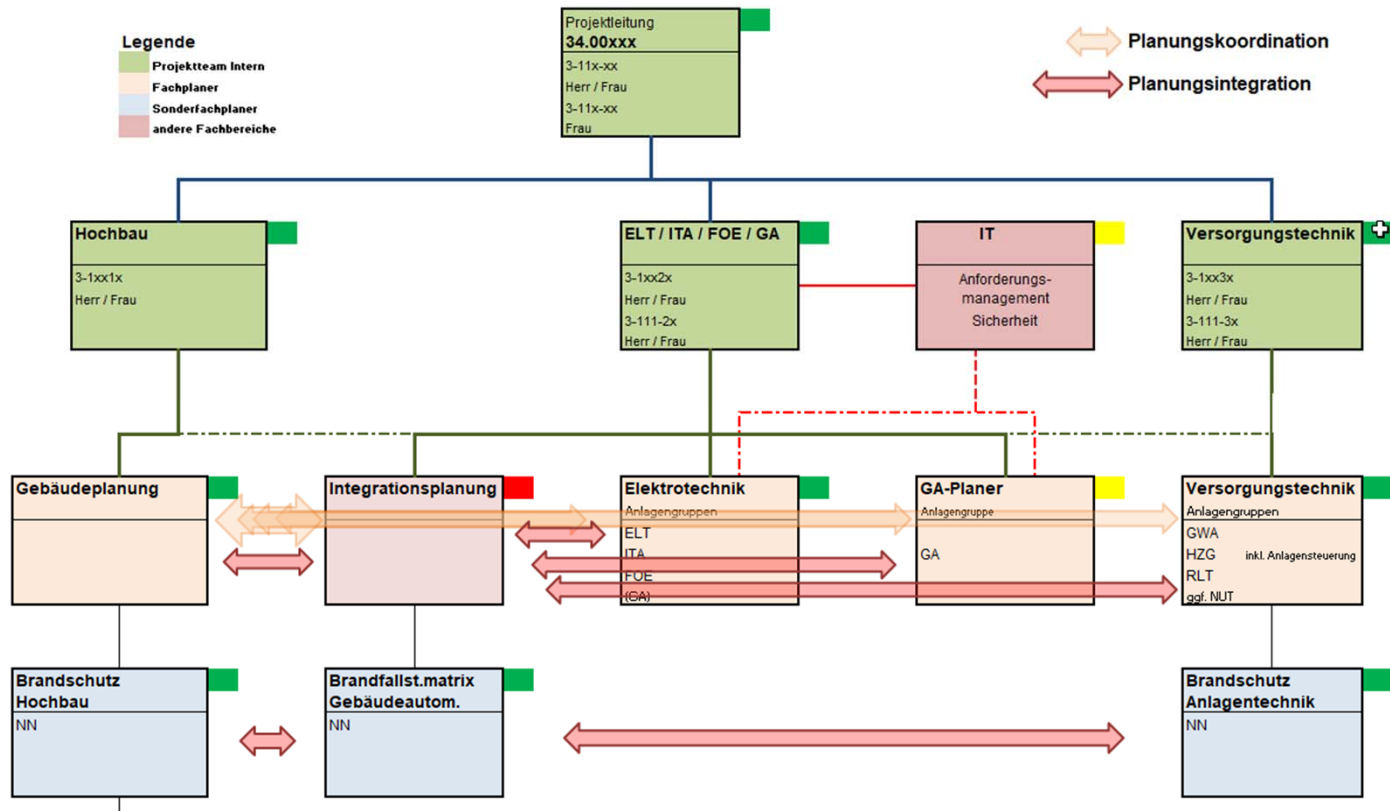 Legende
Projektteam Intern
Fachplaner
Sonderfachplaner
andere Fachbereiche
Projektleitung
34.00xxx
3-11x-xx
Herr / Frau
3-11x-xx
Frau
Planungskoordination
Planungsintegration
Hochbau
3-1xx1x
Herr / Frau
ELT / ITA / FOE / GA
3-1xx2x
Herr / Frau
3-111-2x
Herr / Frau
IT
Anforderungs-
management
Sicherheit
Versorgungstechnik
3-1xx3x
Herr / Frau
3-111-3x
Herr / Frau
Gebäudeplanung
Integrationsplanung
Elektrotechnik
Anlagengruppen
ELT
ITA
FOE
(GA)
GA-Planer
Anlagengruppe
GA
Versorgungstechnik
Anlagengruppen
GWA
HZG inkl. Anlagensteuerung
RLT
ggf. NUT
Brandschutz
Hochbau
NN
Brandfallst.matrix
Gebäudeautom.
NN
Brandschutz
Anlagentechnik
NN